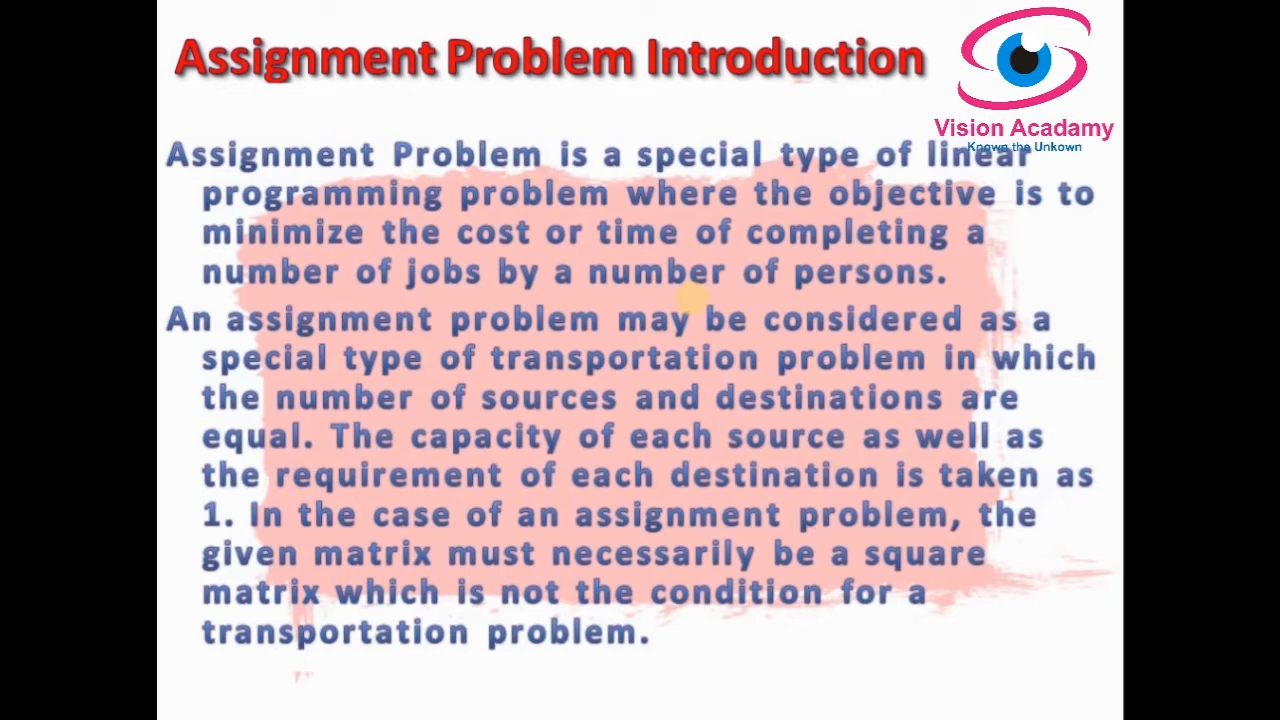 Assignment Problem Introduction
Vision Acadamy
Known the Unkown
Assignment Problem is a special type of linear
programming problem where the objective is to
minimize the cost or time of completing a
number of jobs by a number of persons.
An assignment problem may be considered as a
special type of transportation problem in which
the number of sources and destinations are
equal. The capacity of each source as well as
the requirement of each destination is taken as
1. In the case of an assignment problem, the
given matrix must necessarily be a square
matrix which is not the condition for a
transportation problem.